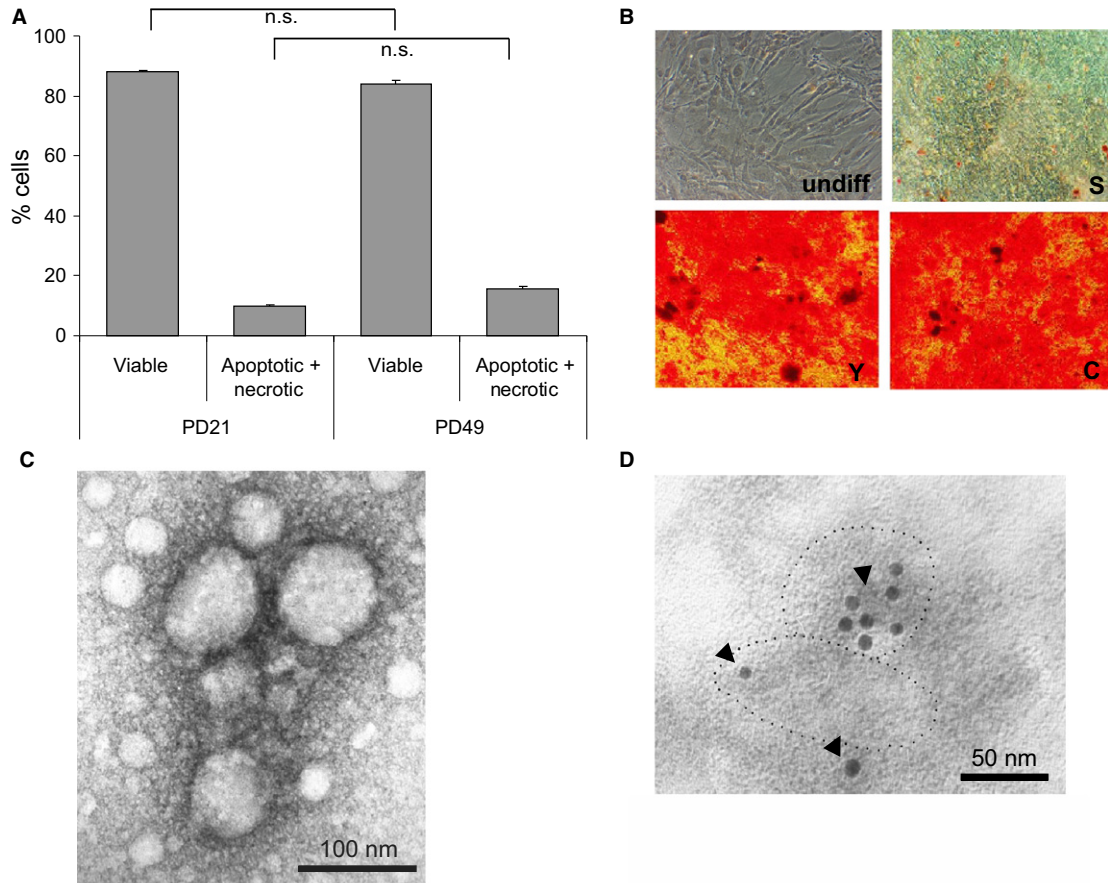 A
n.s.
n.s.
100
80
60
40
20
0
% cells
Viable
Apoptotic +
necrotic
Viable
Apoptotic +
necrotic
PD21
PD49
B
undiff
S
Y
C
C
100 nm
D
50 nm